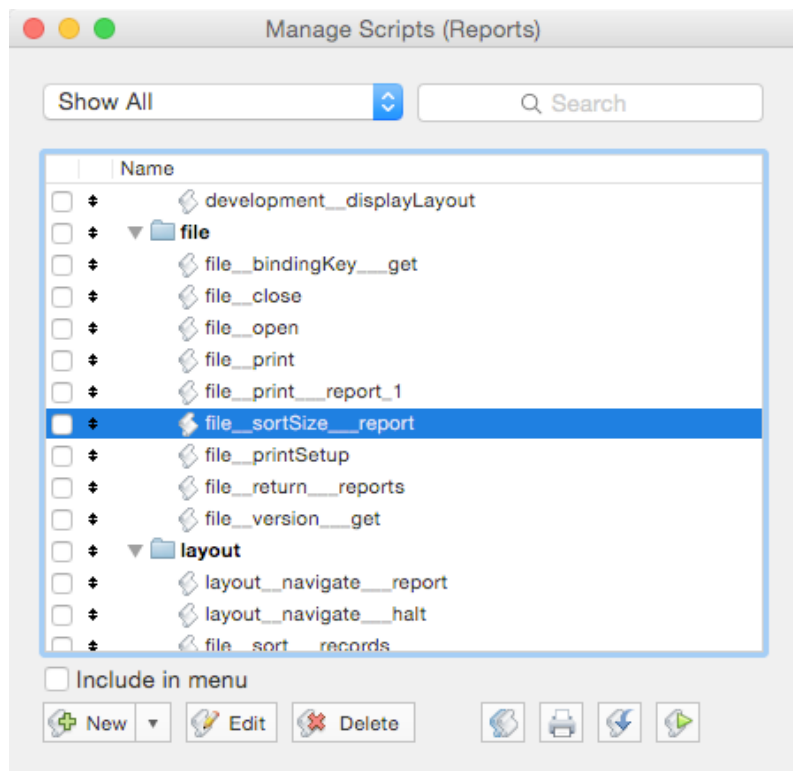 Manage Scripts (Reports)
Show All
Search
Name
development__displayLayout
file
file__bindingKey___get
file__close
file__open
file__print
file__print___report_1
file__sortSize___report
file__printSetup
file__return___reports
file__version___get
layout
layout__navigate___report
layout__navigate___halt
file__sort___records
Include in menu
New Edit Delete